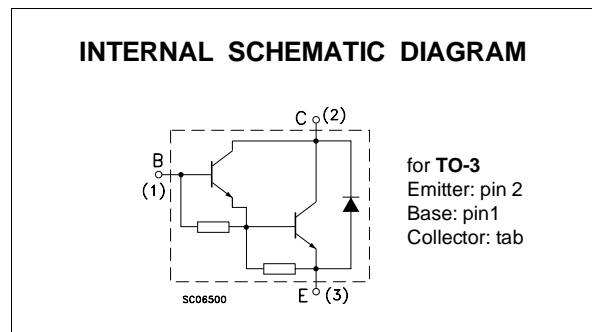 INTERNAL SCHEMATIC DIAGRAM
C (2)
B
(1)
for TO-3
Emitter: pin 2
Base: pin1
Collector: tab
SC06500
E (3)